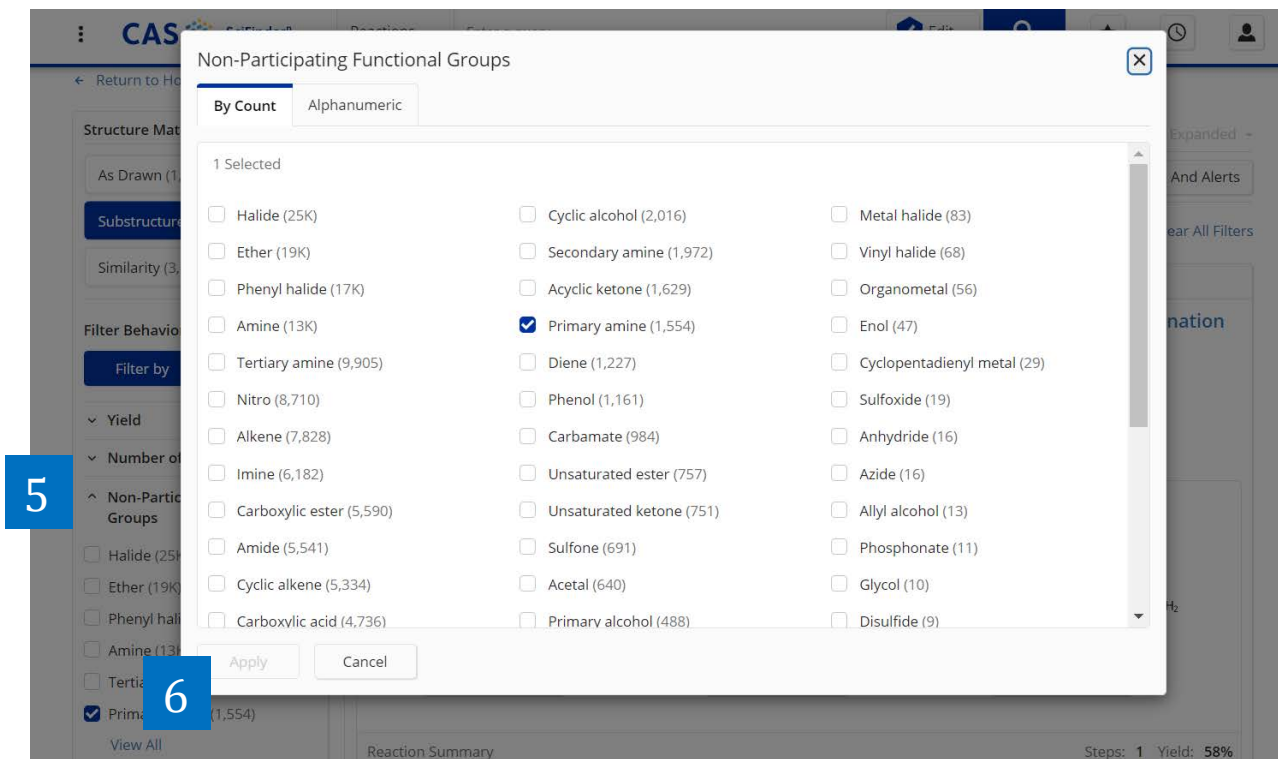 CAS
Non-Participating Functional Groups
Return to Ho
By Count Alphanumeric
Structure Mat
Expanded
1 Selected
As Drawn (1,
And Alerts
Halide (25K) Cyclic alcohol (2,016) Metal halide (83)
Substructure
ear All Filters
Ether (19K) Secondary amine (1,972) Vinyl halide (68)
Similarity (3,
Phenyl halide (17K) Acyclic ketone (1,629) Organometal (56)
Filter Behavio
Amine (13K) Primary amine (1,554) Enol (47)
nation
Filter by
Tertiary amine (9,905) Diene (1,227) Cyclopentadienyl metal (29)
Nitro (8,710) Phenol (1,161) Sulfoxide (19)
Yield
Alkene (7,828) Carbamate (984) Anhydride (16)
Number of
Imine (6,182) Unsaturated ester (757) Azide (16)
5
Non-Partic
Groups
Carboxylic ester (5,590) Unsaturated ketone (751) Allyl alcohol (13)
Amide (5,541) Sulfone (691) Phosphonate (11)
Halide (25K
Cyclic alkene (5,334) Acetal (640) Glycol (10)
Ether (19K)
H₂
Carboxylic acid (4,736) Primary alcohol (488) Disulfide (9)
Phenyl hali
Amine (13K
Apply Cancel
Tertia
6
Prima (1,554)
View All
Reaction Summary Steps: 1 Yield: 58%